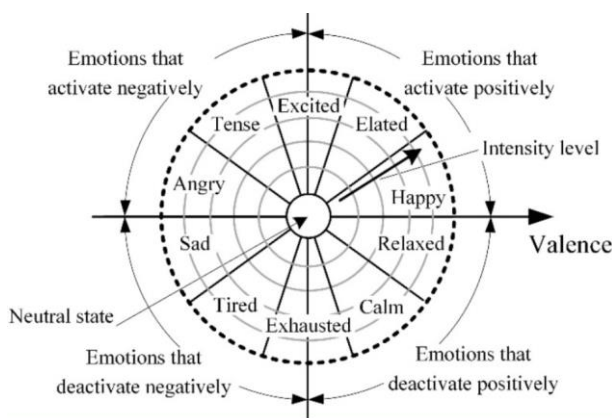 Emotions that
activate negatively
Emotions that
activate positively
Excited
Tense
Elated
Intensity level
Angry
Happy
Sad
Relaxed
Valence
Neutral state
Tired
Calm
Exhausted
Emotions that
deactivate negatively
Emotions that
deactivate positively